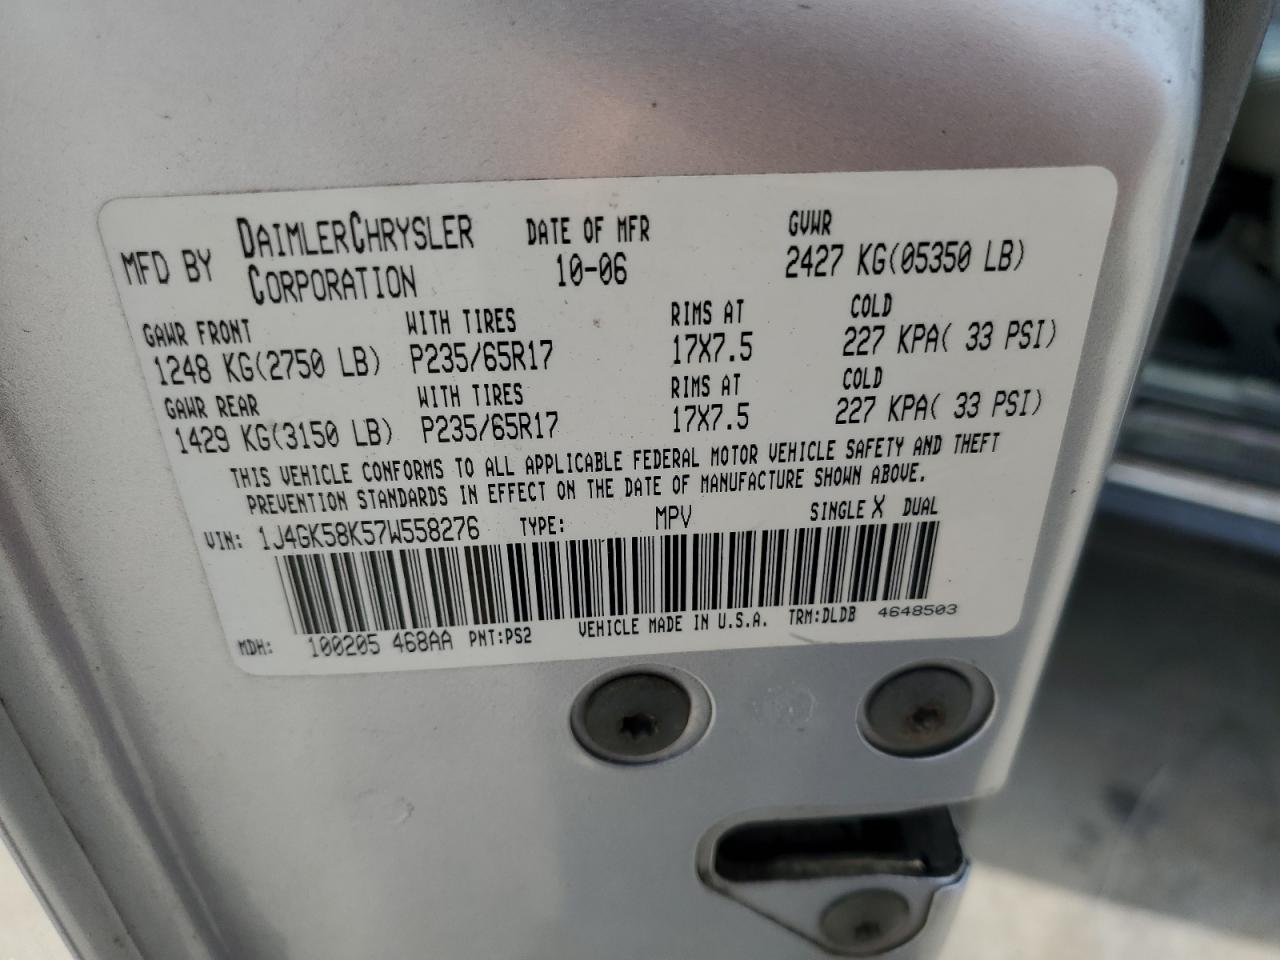 MFD BY DAIMLERCHRYSLER CORPORATION DATE OF MFR 10-06 GVWR 2427 KG(05350 LB)
GAWR FRONT WITH TIRES RIMS AT COLD
1248 KG(2750 LB) P235/65R17 17X7.5 227 KPA( 33 PSI)
GAWR REAR WITH TIRES RIMS AT COLD
1429 KG(3150 LB) P235/65R17 17X7.5 227 KPA( 33 PSI)
THIS VEHICLE CONFORMS TO ALL APPLICABLE FEDERAL MOTOR VEHICLE SAFETY AND THEFT
PREVENTION STANDARDS IN EFFECT ON THE DATE OF MANUFACTURE SHOWN ABOVE.
VIN: 1J4GK58K57W558276 TYPE: MPV SINGLE X DUAL
MDH: 100205 468AA PNT:PS2 VEHICLE MADE IN U.S.A. TRM:DLDB 4648503